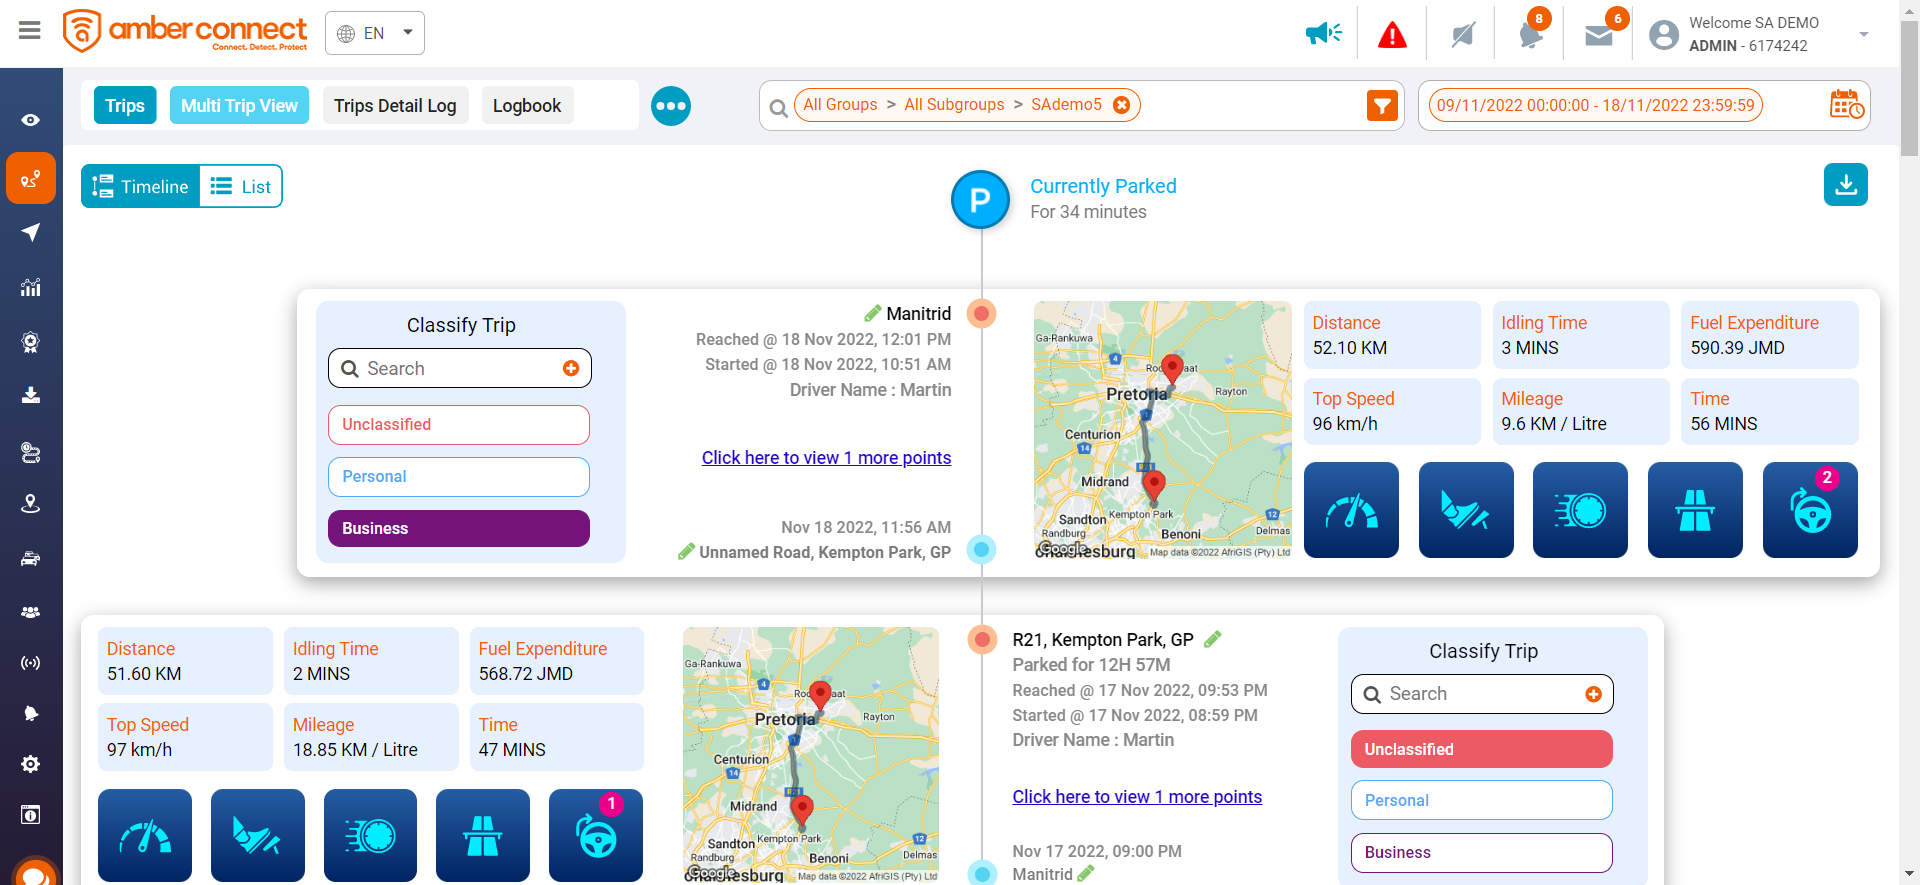 amber connect
Connect. Detect. Protect
EN
8
6
Welcome SA DEMO
ADMIN - 6174242
Trips
Multi Trip View
Trips Detail Log
Logbook
All Groups > All Subgroups > SAdemo5
09/11/2022 00:00:00 - 18/11/2022 23:59:59
Timeline
List
P
Currently Parked
For 34 minutes
Classify Trip
Search
Unclassified
Personal
Business
Manitrid
Reached @ 18 Nov 2022, 12:01 PM
Started @ 18 Nov 2022, 10:51 AM
Driver Name : Martin
Click here to view 1 more points
Nov 18 2022, 11:56 AM
Unnamed Road, Kempton Park, GP
Ga-Rankuwa
4
Pretoria
Rayton
1
Centurion
14
R21
Midrand
Kempton Park
Sandton
12
Randburg
Benoni
Delmas
Google
Map data ©2022 AfriGIS (Pty) Ltd
Distance
52.10 KM
Idling Time
3 MINS
Fuel Expenditure
590.39 JMD
Top Speed
96 km/h
Mileage
9.6 KM / Litre
Time
56 MINS
2
Distance
51.60 KM
Idling Time
2 MINS
Fuel Expenditure
568.72 JMD
Top Speed
97 km/h
Mileage
18.85 KM / Litre
Time
47 MINS
1
Ga-Rankuwa
4
Pretoria
Rayton
1
Centurion
14
R21
Midrand
Kempton Park
Sandton
12
Randburg
Benoni
Delmas
Google
Map data ©2022 AfriGIS (Pty) Ltd
R21, Kempton Park, GP
Parked for 12H 57M
Reached @ 17 Nov 2022, 09:53 PM
Started @ 17 Nov 2022, 08:59 PM
Driver Name : Martin
Click here to view 1 more points
Nov 17 2022, 09:00 PM
Manitrid
Classify Trip
Search
Unclassified
Personal
Business